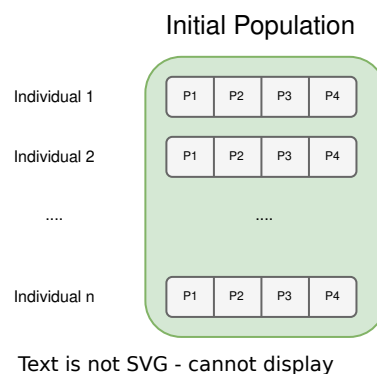 Initial Population
Individual 1 P1 P2 P3 P4
Individual 2 P1 P2 P3 P4
.... ....
Individual n P1 P2 P3 P4
Text is not SVG - cannot display